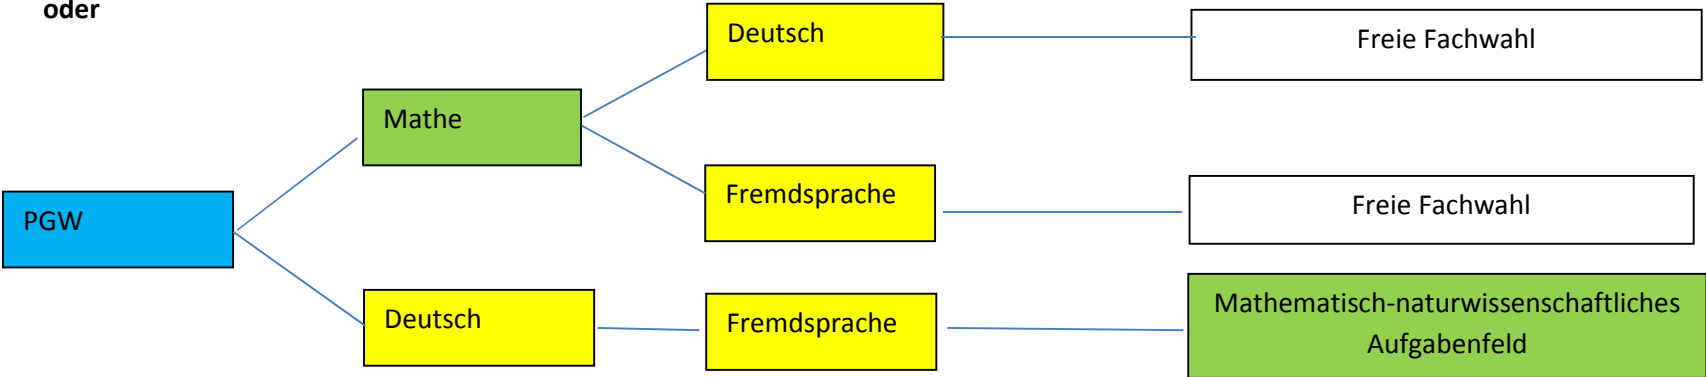 oder
Deutsch
Freie Fachwahl
Mathe
Fremdsprache
Freie Fachwahl
PGW
Deutsch
Fremdsprache
Mathematisch-naturwissenschaftliches
Aufgabenfeld